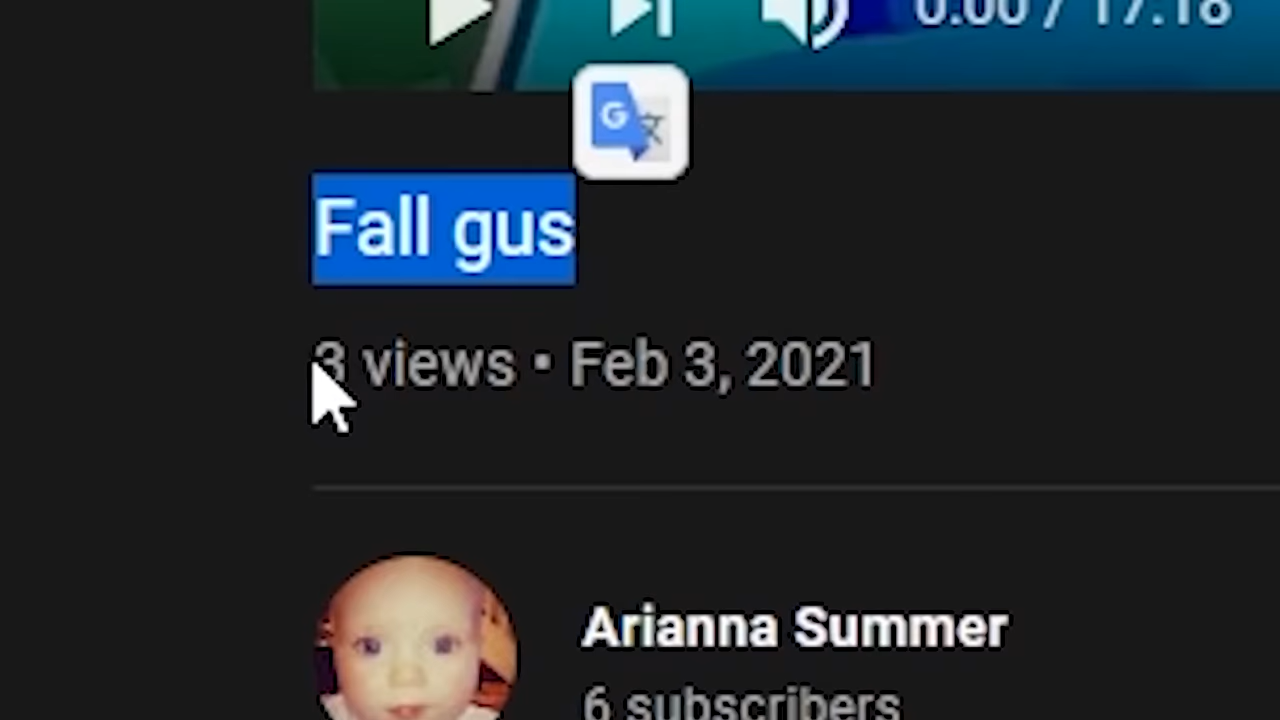 0:00 / 17:18
Fall gus
3 views • Feb 3, 2021
Arianna Summer
6 subscribers